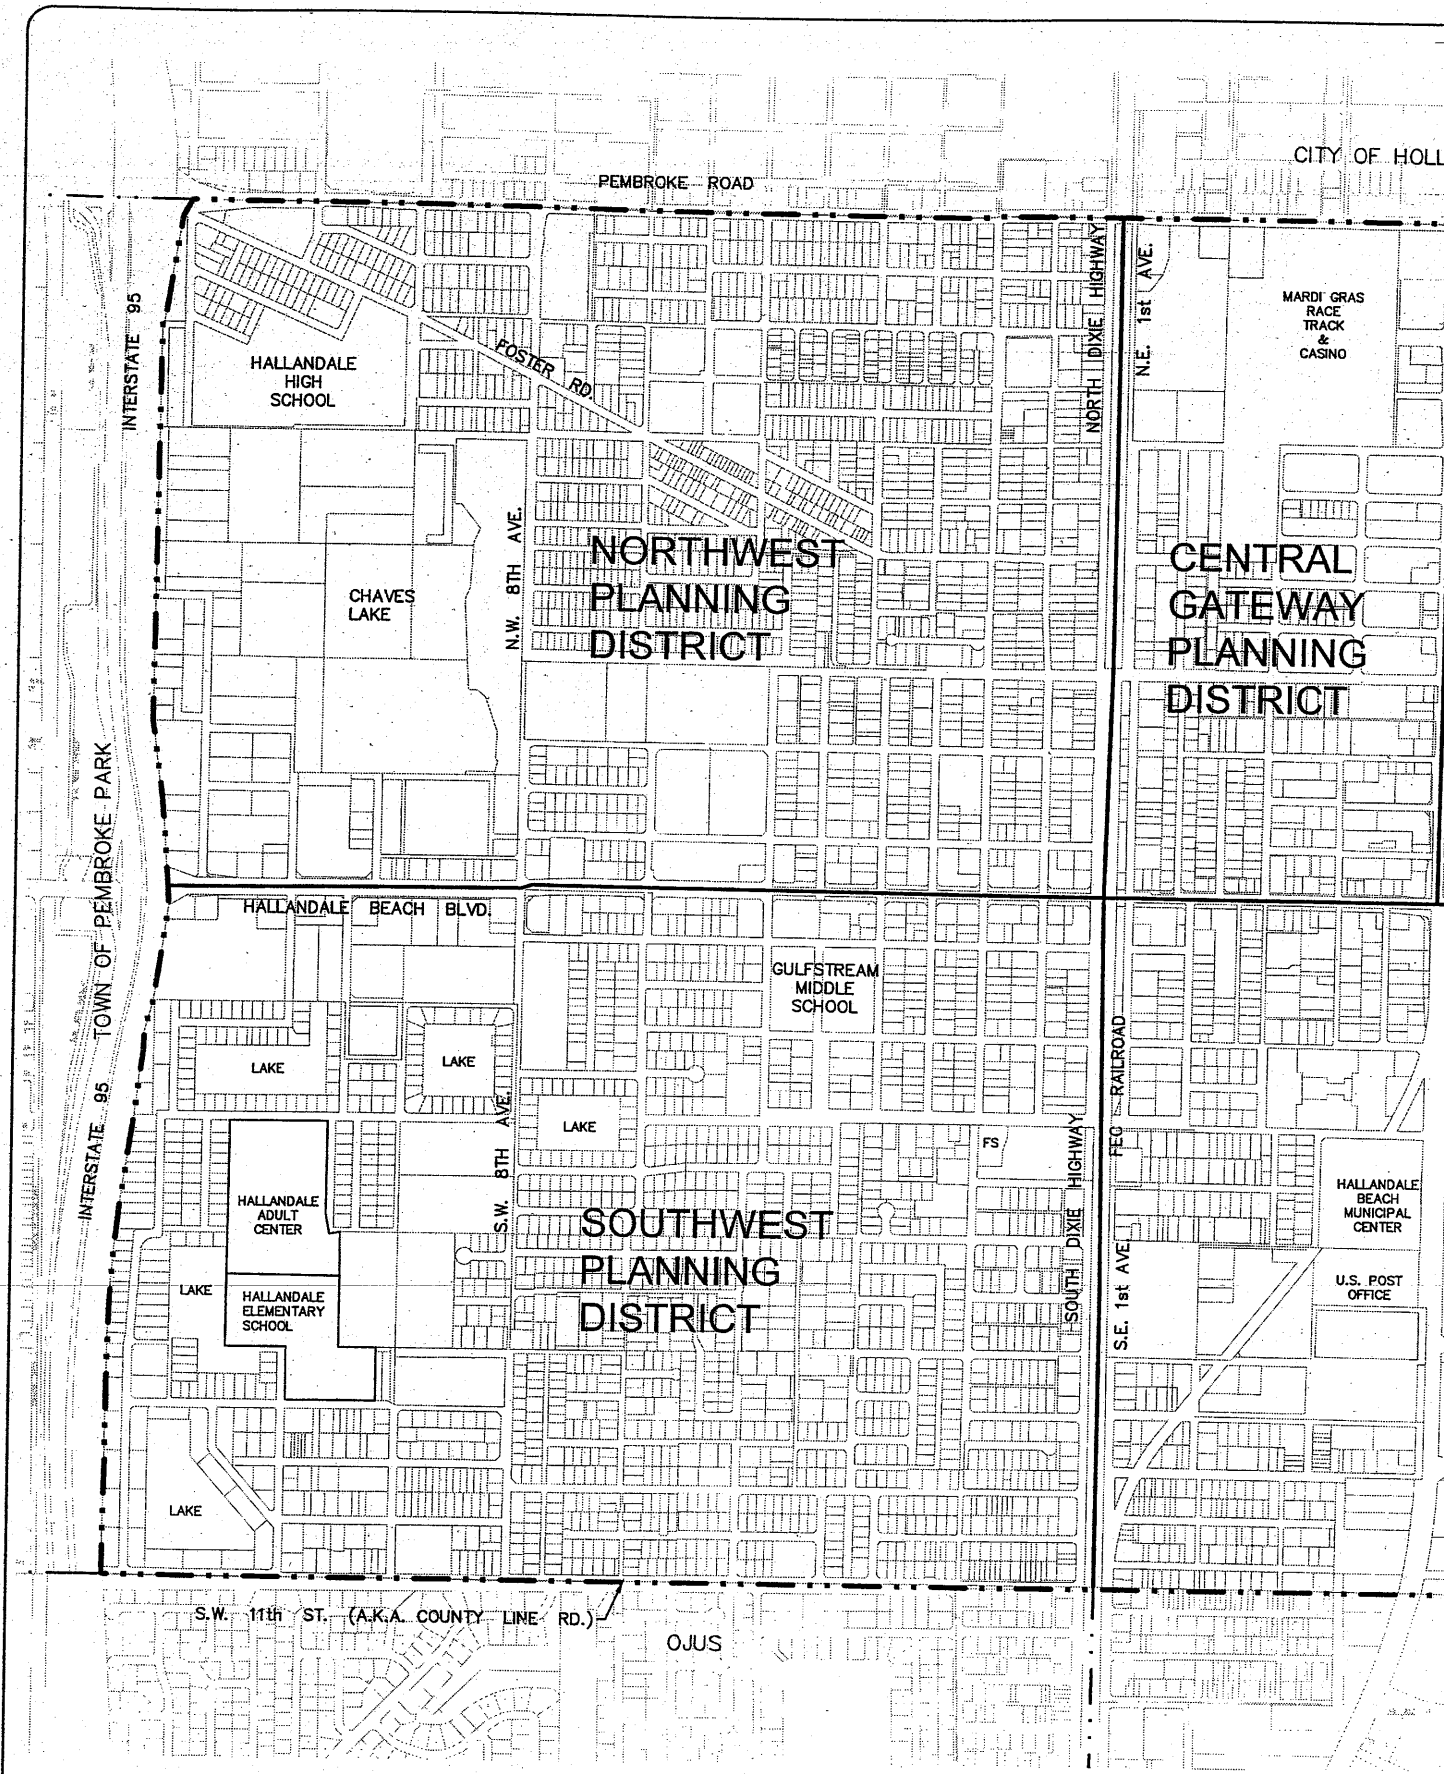 CITY OF HOLL
PEMBROKE ROAD
INTERSTATE 95
HALLANDALE
HIGH
SCHOOL
FOSTER RD.
NORTH DIXIE HIGHWAY
N.E. 1st AVE.
MARDI GRAS
RACE
TRACK
&
CASINO
N.W. 8TH AVE.
CHAVES
LAKE
NORTHWEST
PLANNING
DISTRICT
CENTRAL
GATEWAY
PLANNING
DISTRICT
TOWN OF PEMBROKE PARK
HALLANDALE BEACH BLVD.
GULFSTREAM
MIDDLE
SCHOOL
LAKE
LAKE
LAKE
INTERSTATE 95
S.W. 8TH AVE.
FS
SOUTH DIXIE HIGHWAY
FEC RAILROAD
HALLANDALE
ADULT
CENTER
HALLANDALE
BEACH
MUNICIPAL
CENTER
SOUTHWEST
PLANNING
DISTRICT
S.E. 1st AVE.
LAKE
HALLANDALE
ELEMENTARY
SCHOOL
U.S. POST
OFFICE
LAKE
S.W. 11th ST. (A.K.A. COUNTY LINE RD.)
OJUS